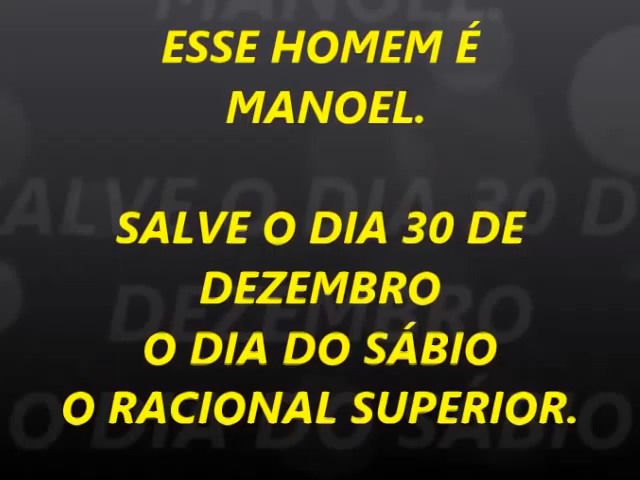 ESSE HOMEM É
MANOEL.
SALVE O DIA 30 DE
DEZEMBRO
O DIA DO SÁBIO
O RACIONAL SUPERIOR.